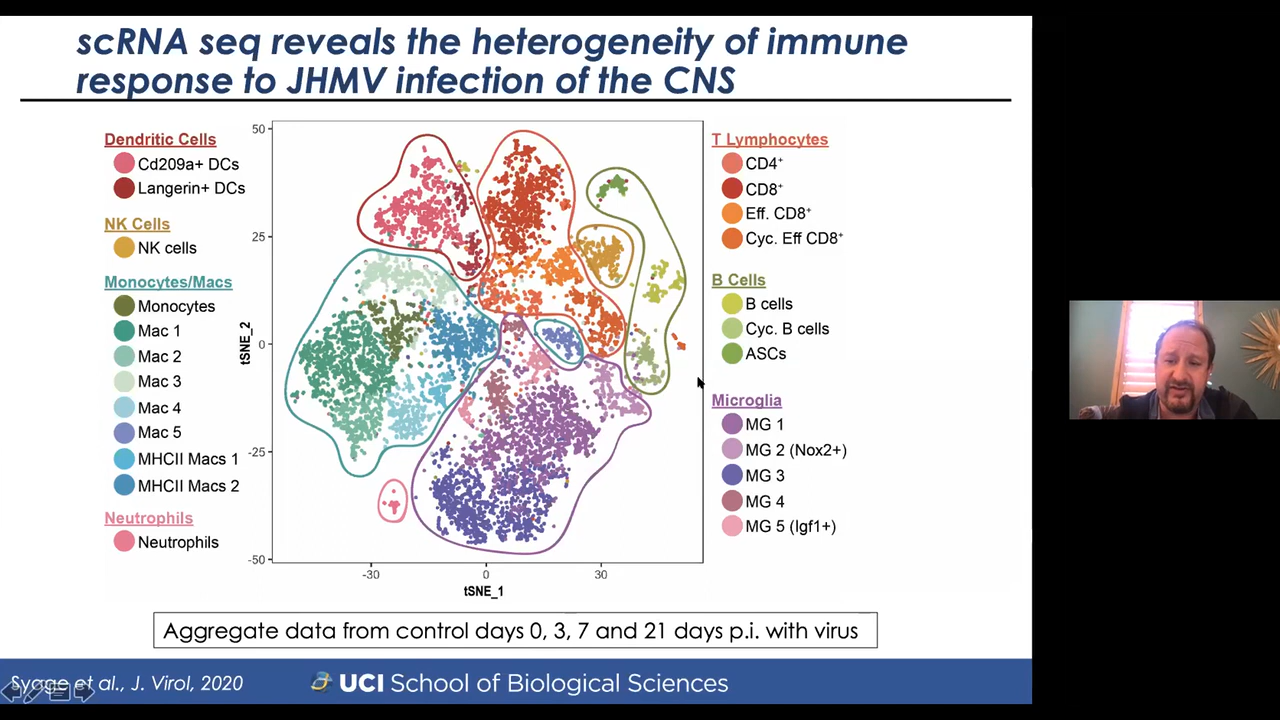 scRNA seq reveals the heterogeneity of immune
response to JHMV infection of the CNS
Dendritic Cells
Cd209a+ DCs
Langerin+ DCs
NK Cells
NK cells
Monocytes/Macs
Monocytes
Mac 1
Mac 2
Mac 3
Mac 4
Mac 5
MHCII Macs 1
MHCII Macs 2
Neutrophils
Neutrophils
tSNE_2
50
25
0
-25
-50
-30
0
30
tSNE_1
T Lymphocytes
CD4⁺
CD8⁺
Eff. CD8⁺
Cyc. Eff CD8⁺
B Cells
B cells
Cyc. B cells
ASCs
Microglia
MG 1
MG 2 (Nox2+)
MG 3
MG 4
MG 5 (Igf1+)
Aggregate data from control days 0, 3, 7 and 21 days p.i. with virus
Syage et al., J. Virol, 2020
UCI School of Biological Sciences